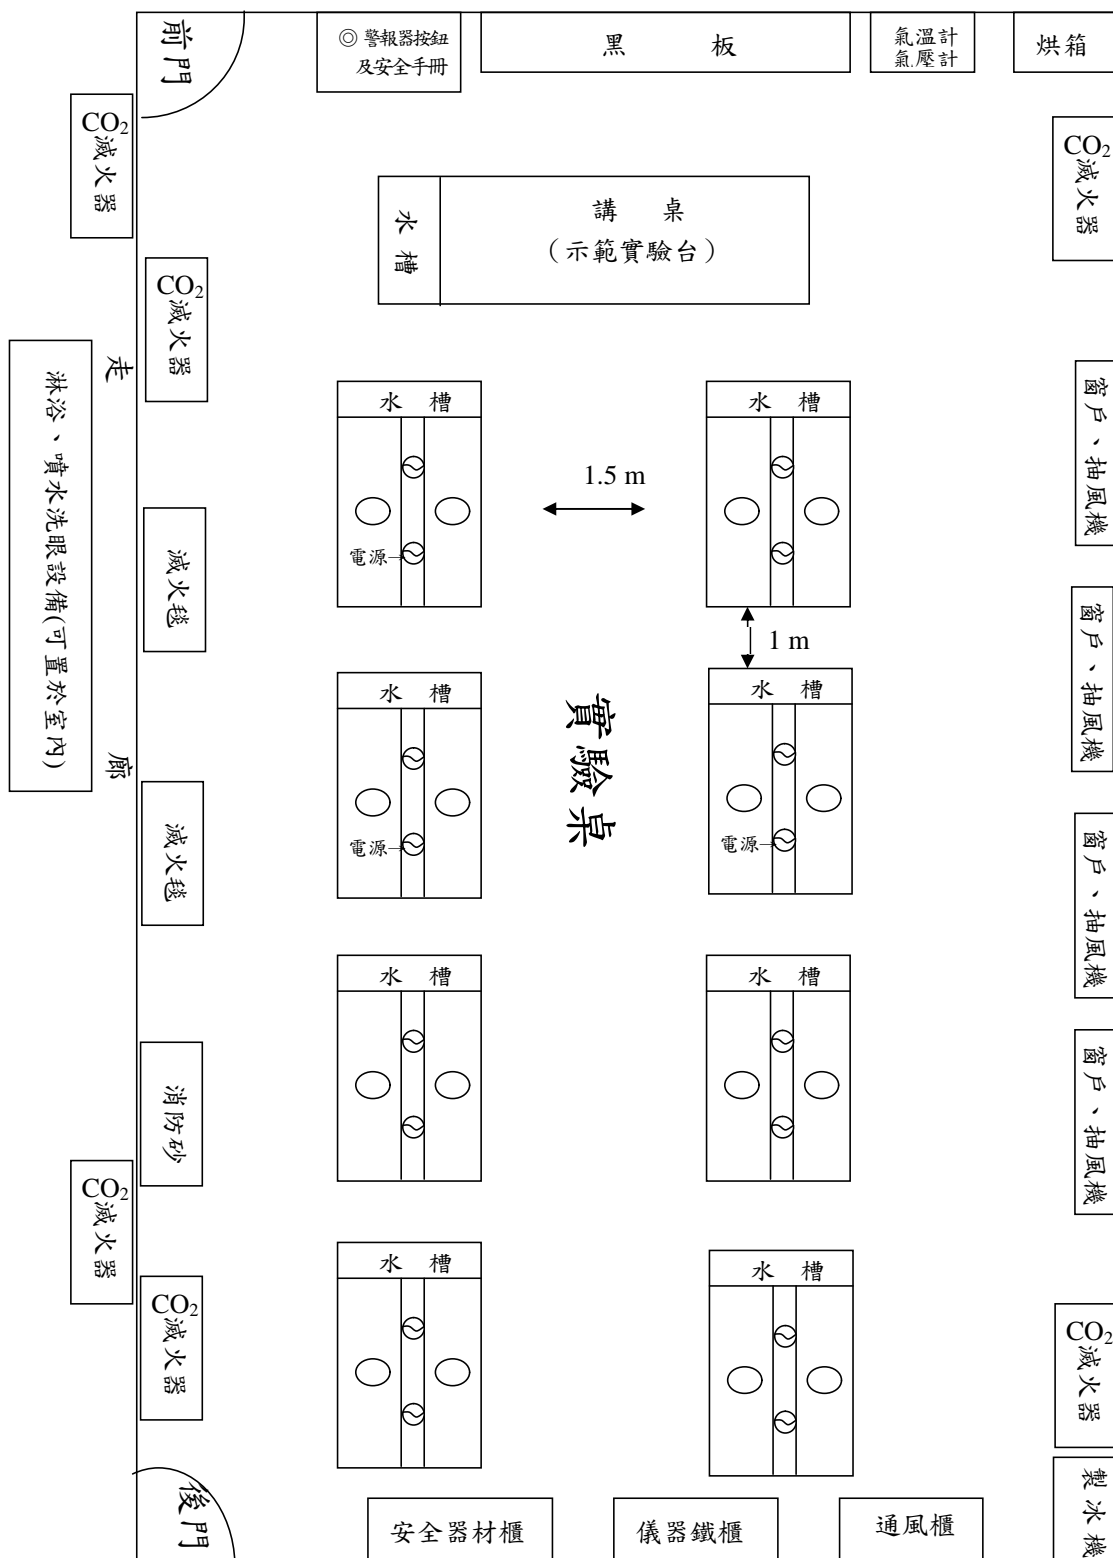 前門
◎ 警報器按鈕
及安全手冊
黑 板
氣溫計
氣壓計
烘箱
CO₂
滅火器
CO₂
滅火器
水槽
講 桌
（示範實驗台）
CO₂
滅火器
走廊
淋浴、噴水洗眼設備(可置於室內)
水 槽
電源→
1.5 m
水 槽
窗戶、抽風機
滅火毯
1 m
窗戶、抽風機
水 槽
電源→
實驗桌
水 槽
電源→
滅火毯
窗戶、抽風機
水 槽
水 槽
窗戶、抽風機
消防砂
CO₂
滅火器
CO₂
滅火器
水 槽
水 槽
CO₂
滅火器
後門
安全器材櫃
儀器鐵櫃
通風櫃
製冰機